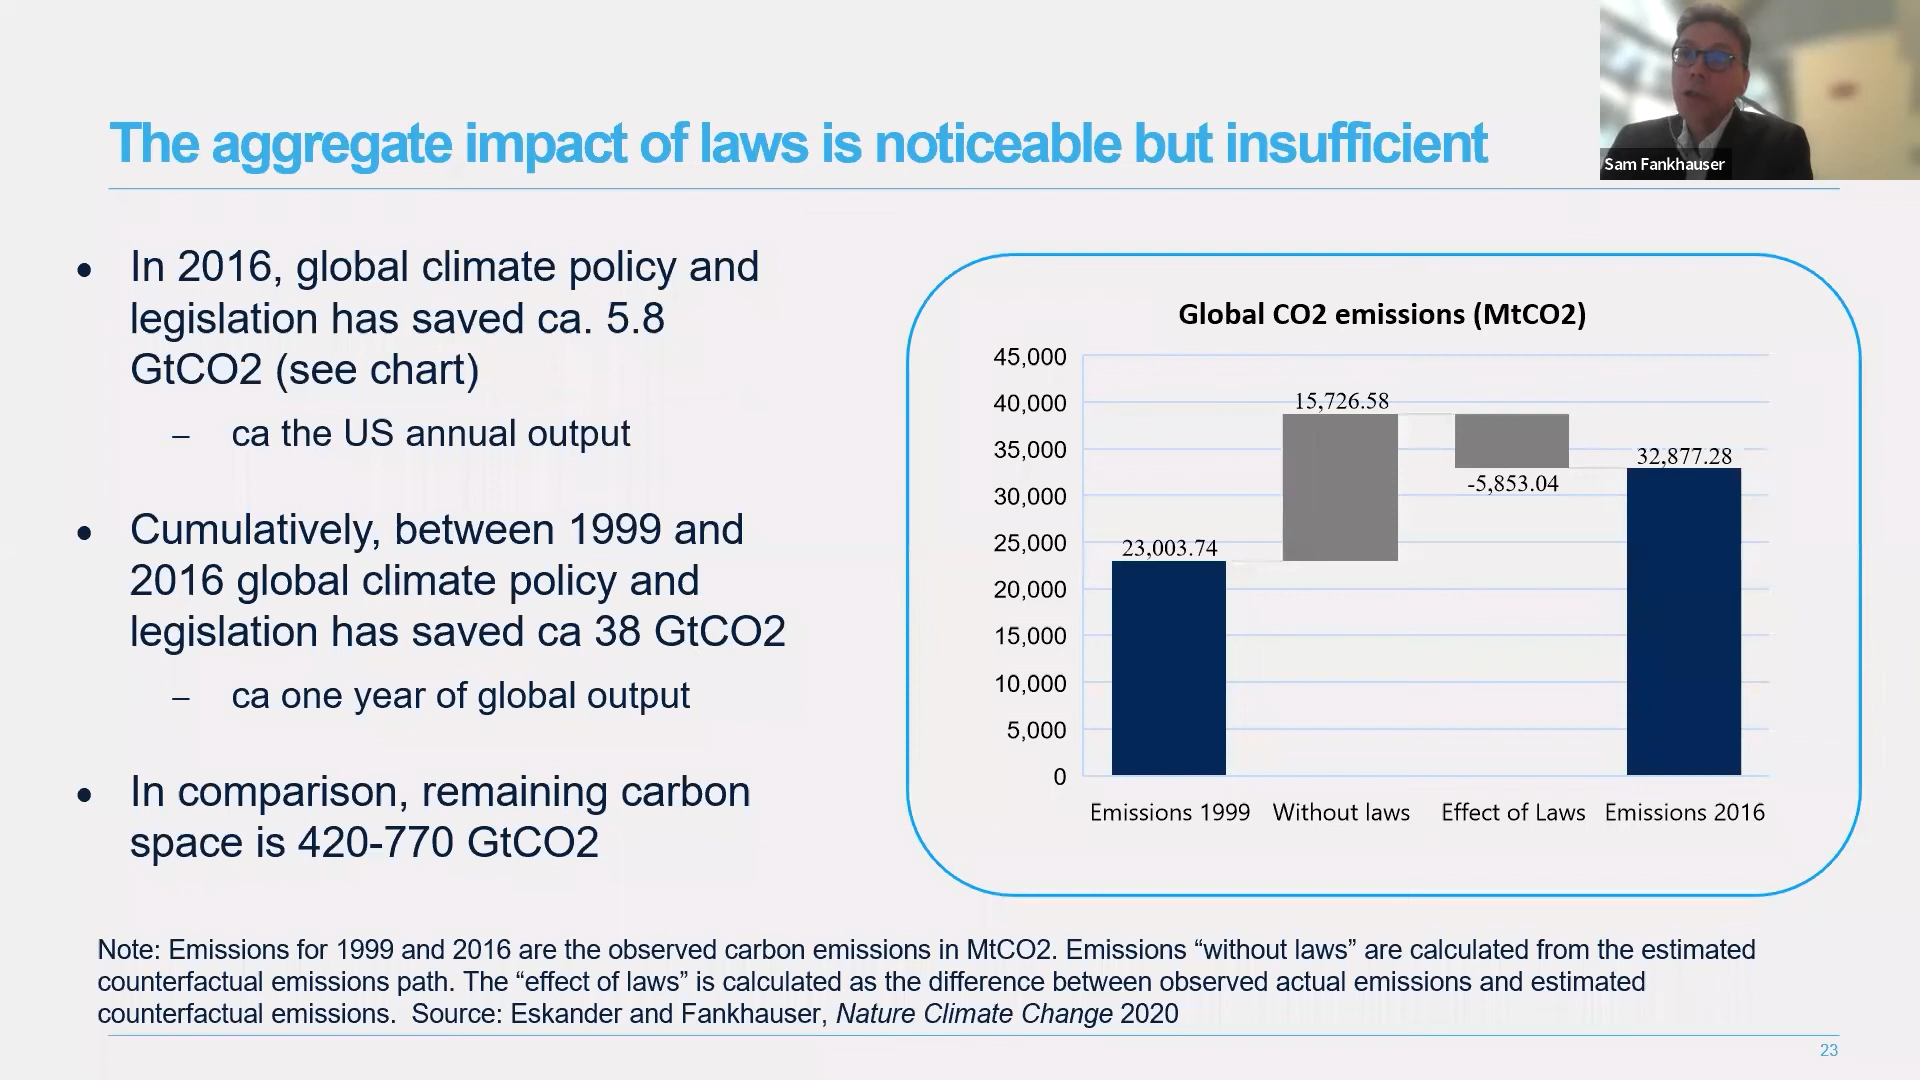 Sam Fankhauser
The aggregate impact of laws is noticeable but insufficient
• In 2016, global climate policy and
legislation has saved ca. 5.8
GtCO2 (see chart)
– ca the US annual output
• Cumulatively, between 1999 and
2016 global climate policy and
legislation has saved ca 38 GtCO2
– ca one year of global output
• In comparison, remaining carbon
space is 420-770 GtCO2
Global CO2 emissions (MtCO2)
45,000
40,000
35,000
30,000
25,000
20,000
15,000
10,000
5,000
0
23,003.74
15,726.58
-5,853.04
32,877.28
Emissions 1999 Without laws Effect of Laws Emissions 2016
Note: Emissions for 1999 and 2016 are the observed carbon emissions in MtCO2. Emissions “without laws” are calculated from the estimated
counterfactual emissions path. The “effect of laws” is calculated as the difference between observed actual emissions and estimated
counterfactual emissions. Source: Eskander and Fankhauser, Nature Climate Change 2020
23